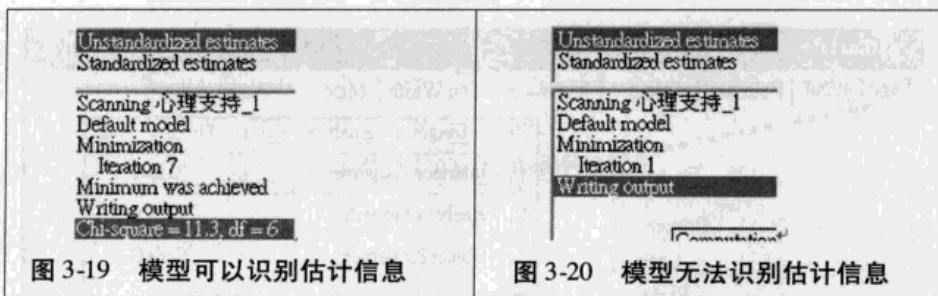 Unstandardized estimates
Standardized estimates
Scanning 心理支持_1
Default model
Minimization
Iteration 7
Minimum was achieved
Writing output
Chi-square = 11.3, df = 6
图 3-19 模型可以识别估计信息
Unstandardized estimates
Standardized estimates
Scanning 心理支持_1
Default model
Minimization
Iteration 1
Writing output
Computation
图 3-20 模型无法识别估计信息